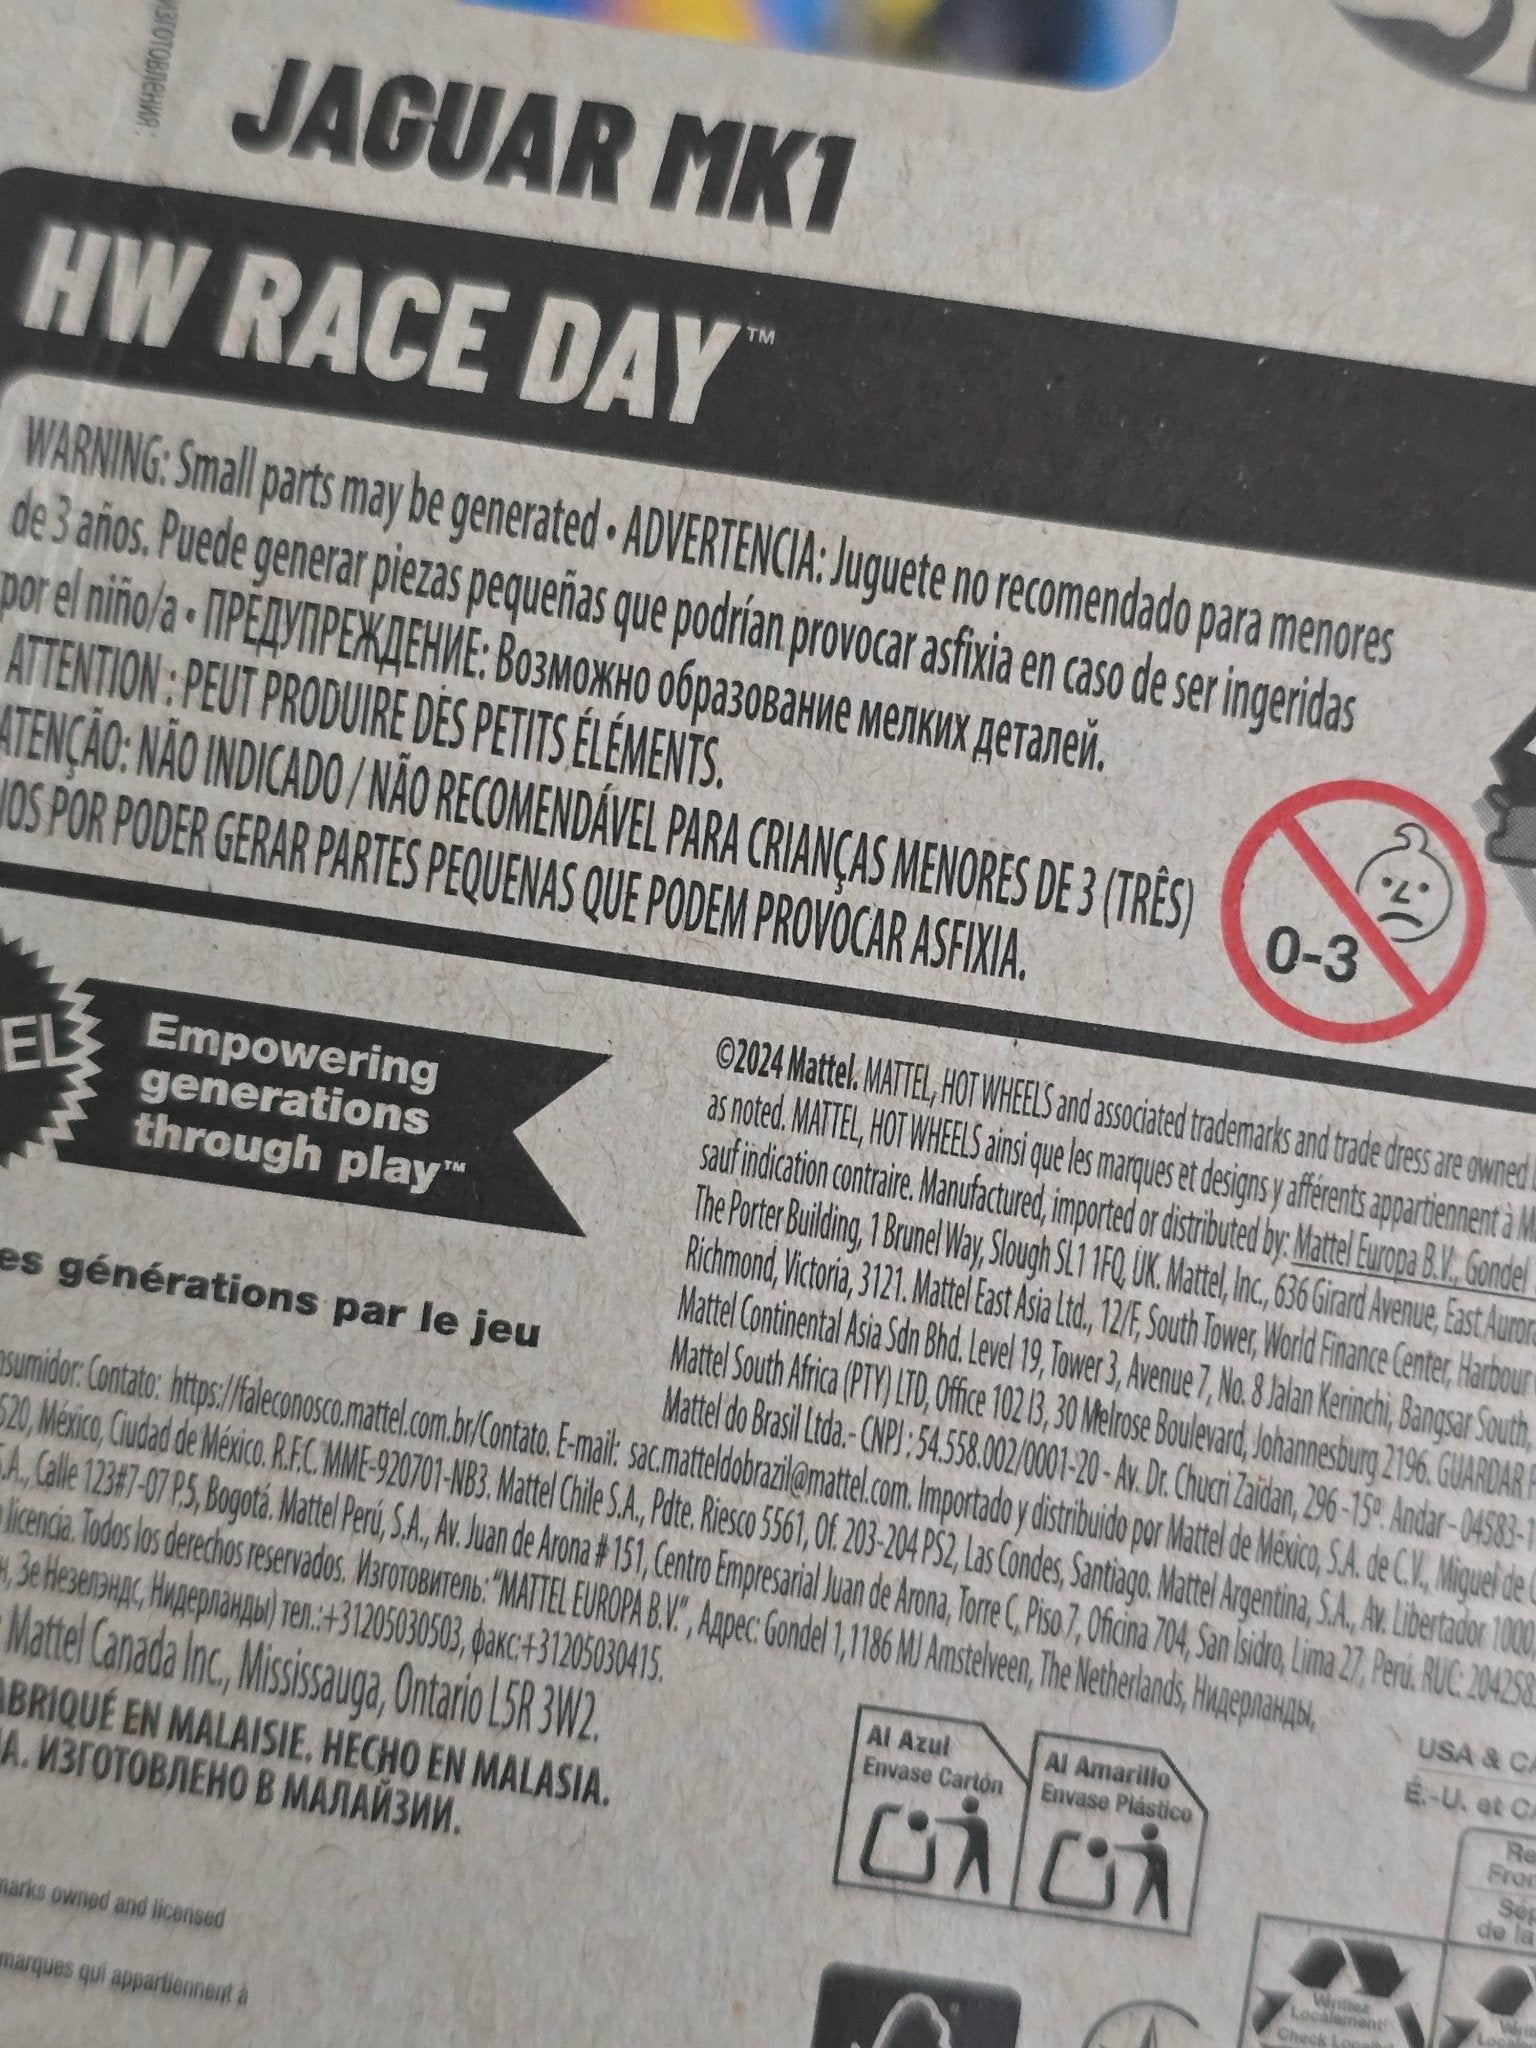 ИЗГОТОВЛЕНИЯ:
JAGUAR MK1
HW RACE DAY™
WARNING: Small parts may be generated • ADVERTENCIA: Juguete no recomendado para menores
de 3 años. Puede generar piezas pequeñas que podrían provocar asfixia en caso de ser ingeridas
por el niño/a • ПРЕДУПРЕЖДЕНИЕ: Возможно образование мелких деталей.
ATTENTION : PEUT PRODUIRE DES PETITS ÉLÉMENTS.
ATENÇÃO: NÃO INDICADO / NÃO RECOMENDÁVEL PARA CRIANÇAS MENORES DE 3 (TRÊS)
POR PODER GERAR PARTES PEQUENAS QUE PODEM PROVOCAR ASFIXIA.
0-3
EL
Empowering
generations
through play™
es générations par le jeu
©2024 Mattel. MATTEL, HOT WHEELS and associated trademarks and trade dress are owned
as noted. MATTEL, HOT WHEELS ainsi que les marques et designs y afférents appartiennent à
sauf indication contraire. Manufactured, imported or distributed by: Mattel Europa B.V., Gondel
The Porter Building, 1 Brunel Way, Slough SL1 1FQ, UK. Mattel, Inc., 636 Girard Avenue, East Auror
Richmond, Victoria, 3121. Mattel East Asia Ltd., 12/F, South Tower, World Finance Center, Harbour
Mattel Continental Asia Sdn Bhd. Level 19, Tower 3, Avenue 7, No. 8 Jalan Kerinchi, Bangsar South,
Mattel South Africa (PTY) LTD, Office 102 I3, 30 Melrose Boulevard, Johannesburg 2196. GUARDAR
Mattel do Brasil Ltda.- CNPJ : 54.558.002/0001-20 - Av. Dr. Chucri Zaidan, 296 -15º. Andar - 04583-1
nsumidor: Contato: https://faleconosco.mattel.com.br/Contato. E-mail: sac.matteldobrazil@mattel.com. Importado y distribuido por Mattel de México, S.A. de C.V., Miguel de
520, México, Ciudad de México. R.F.C. MME-920701-NB3. Mattel Chile S.A., Pdte. Riesco 5561, Of. 203-204 PS2, Las Condes, Santiago. Mattel Argentina, S.A., Av. Libertador 1000,
S.A., Calle 123#7-07 P.5, Bogotá. Mattel Perú, S.A., Av. Juan de Arona # 151, Centro Empresarial Juan de Arona, Torre C, Piso 7, Oficina 704, San Isidro, Lima 27, Perú. RUC: 204258
licencia. Todos los derechos reservados. Изготовитель: “MATTEL EUROPA B.V.“, Адрес: Gondel 1, 1186 MJ Amstelveen, The Netherlands, Нидерланды,
н, Зе Незелэндс, Нидерланды) тел.:+31205030503, факс:+31205030415.
Mattel Canada Inc., Mississauga, Ontario L5R 3W2.
ABRIQUÉ EN MALAISIE. HECHO EN MALASIA.
IA. ИЗГОТОВЛЕНО В МАЛАЙЗИИ.
Al Azul
Envase Cartón
Al Amarillo
Envase Plástico
USA & CA
É.-U. et C
Re
From
Sép
de la
marks owned and licensed
marques qui appartiennent à
Vérifiez
Localement
Check Locally